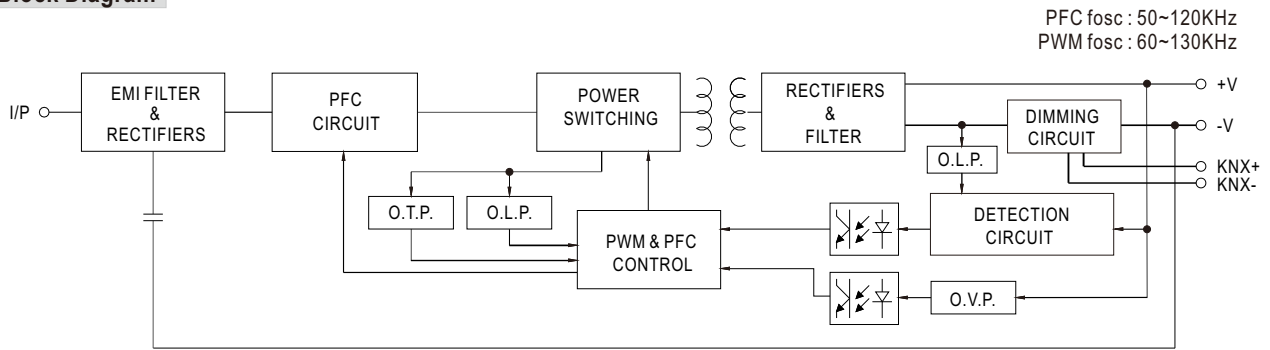 Block Diagram
PFC fosc : 50~120KHz
PWM fosc : 60~130KHz
I/P
EMI FILTER
&
RECTIFIERS
PFC
CIRCUIT
POWER
SWITCHING
RECTIFIERS
&
FILTER
DIMMING
CIRCUIT
+V
-V
KNX+
KNX-
O.L.P.
O.T.P.
O.L.P.
PWM & PFC
CONTROL
DETECTION
CIRCUIT
O.V.P.